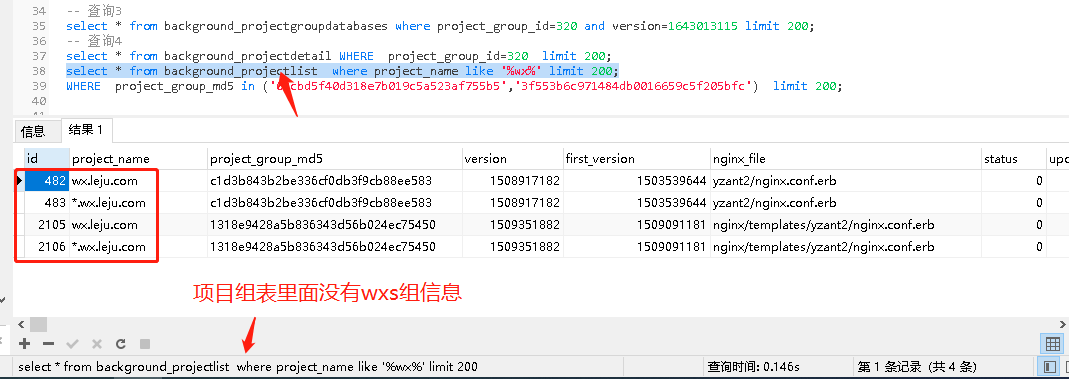 34 -- 查询3
35 select * from background_projectgroupdatabases where project_group_id=320 and version=1643013115 limit 200;
36 -- 查询4
37 select * from background_projectdetail WHERE project_group_id=320 limit 200;
38 select * from background_projectlist where project_name like '%wx%' limit 200;
39 WHERE project_group_md5 in ('cbd5f40d318e7b019c5a523af755b5','3f553b6c971484db0016659c5f205bfc') limit 200;
40
信息 结果 1
id project_name project_group_md5 version first_version nginx_file status
482 wx.leju.com c1d3b843b2be336cf0db3f9cb88ee583 1508917182 1503539644 yzant2/nginx.conf.erb 0
483 *.wx.leju.com c1d3b843b2be336cf0db3f9cb88ee583 1508917182 1503539644 yzant2/nginx.conf.erb 0
2105 wx.leju.com 1318e9428a5b836343d56b024ec75450 1509351882 1509091181 nginx/templates/yzant2/nginx.conf.erb 0
2106 *.wx.leju.com 1318e9428a5b836343d56b024ec75450 1509351882 1509091181 nginx/templates/yzant2/nginx.conf.erb 0
项目组表里面没有wxs组信息
select * from background_projectlist where project_name like '%wx%' limit 200 查询时间: 0.146s 第 1 条记录 (共 4 条)